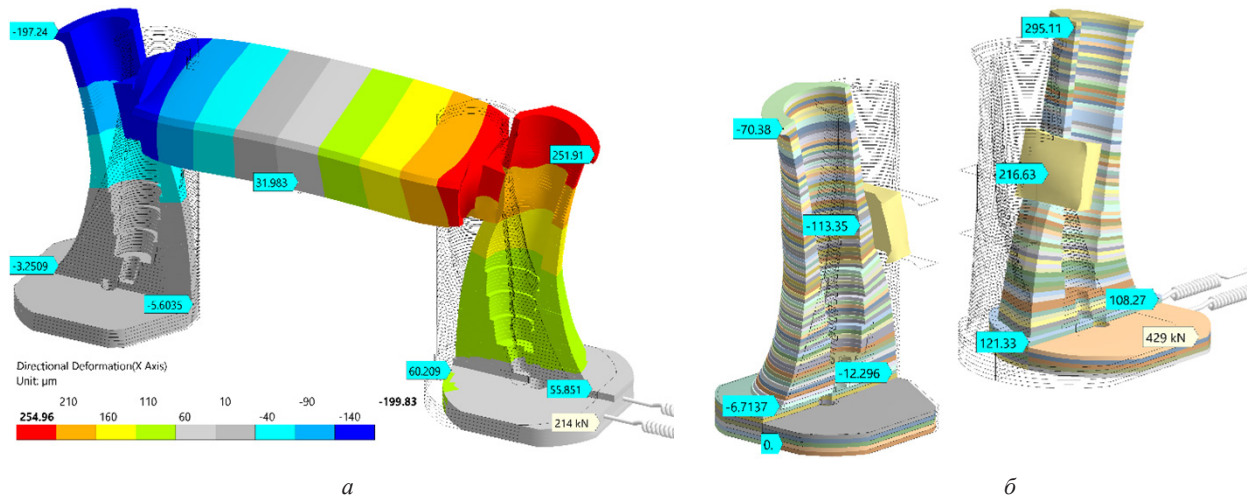 -197.24
251.91
31.983
-3.2509
-5.6035
60.209
55.851
214 kN
Directional Deformation(X Axis)
Unit: µm
210 110 10 -90 -199.83
254.96 160 60 -40 -140
а
295.11
-70.38
216.63
-113.35
108.27
429 kN
121.33
-12.296
-6.7137
0.
б